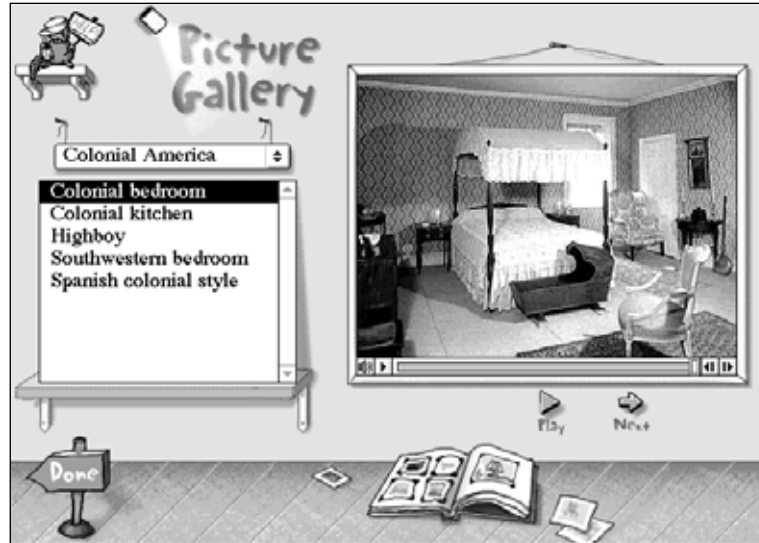 Picture
Gallery
Colonial America
Colonial bedroom
Colonial kitchen
Highboy
Southwestern bedroom
Spanish colonial style
Play
Next
Done